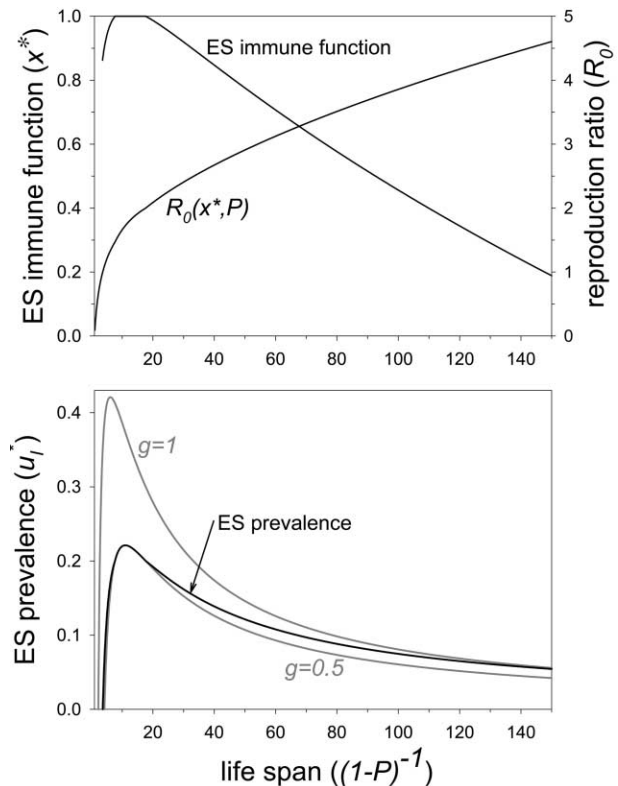 ES immune function (x*)
1.0
0.8
0.6
0.4
0.2
0.0
ES immune function
R0(x*,P)
5
4
3
2
1
0
reproduction ratio (R0)
20 40 60 80 100 120 140
ES prevalence (uI*)
0.4
0.3
0.2
0.1
0.0
g=1
ES prevalence
g=0.5
20 40 60 80 100 120 140
life span ((1-P)-1)